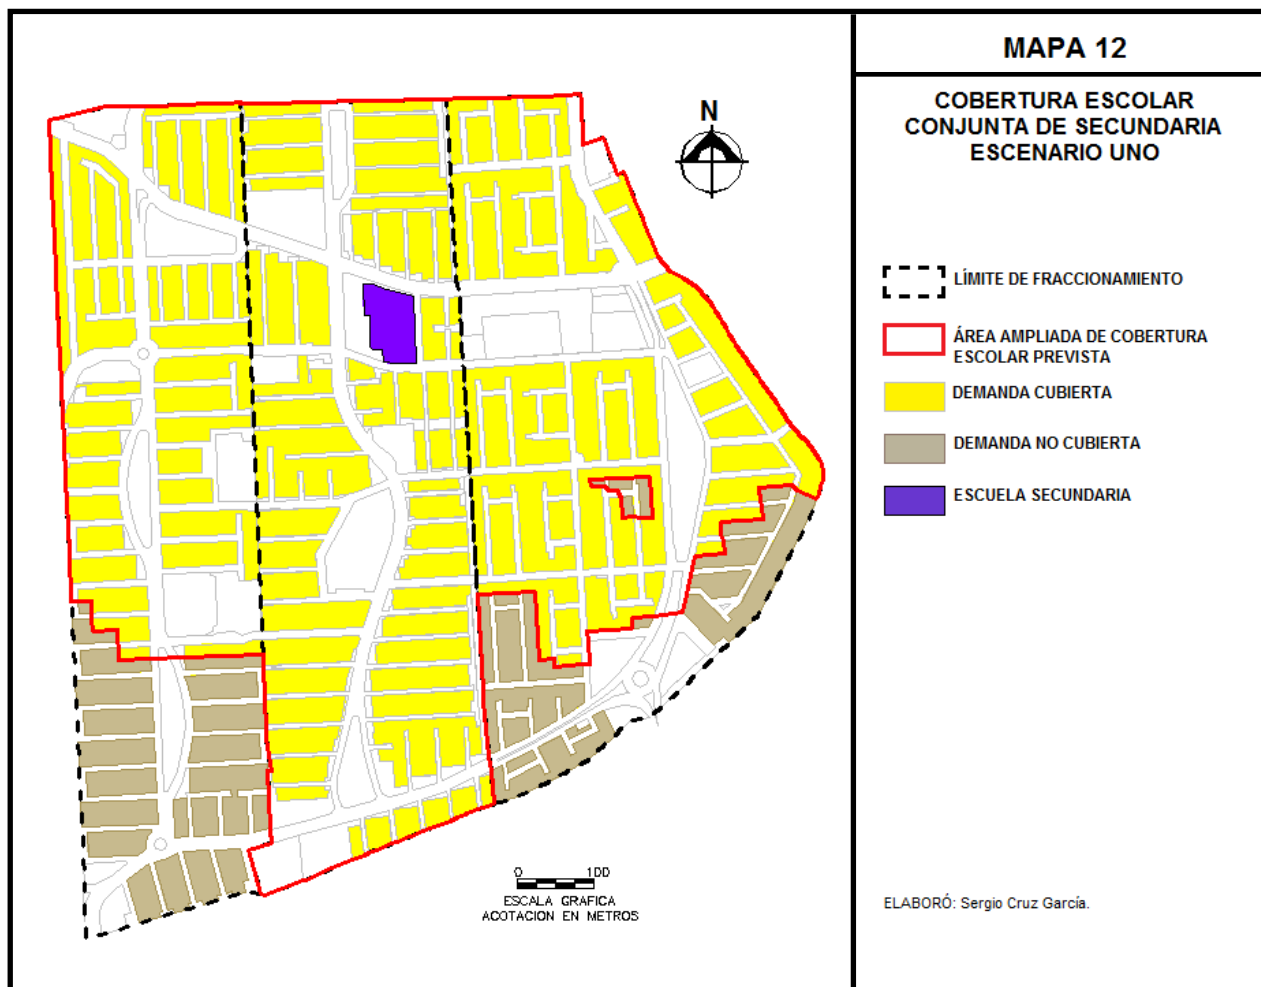 MAPA 12
COBERTURA ESCOLAR
CONJUNTA DE SECUNDARIA
ESCENARIO UNO
N
LÍMITE DE FRACCIONAMIENTO
ÁREA AMPLIADA DE COBERTURA
ESCOLAR PREVISTA
DEMANDA CUBIERTA
DEMANDA NO CUBIERTA
ESCUELA SECUNDARIA
0 100
ESCALA GRAFICA
ACOTACION EN METROS
ELABORÓ: Sergio Cruz García.